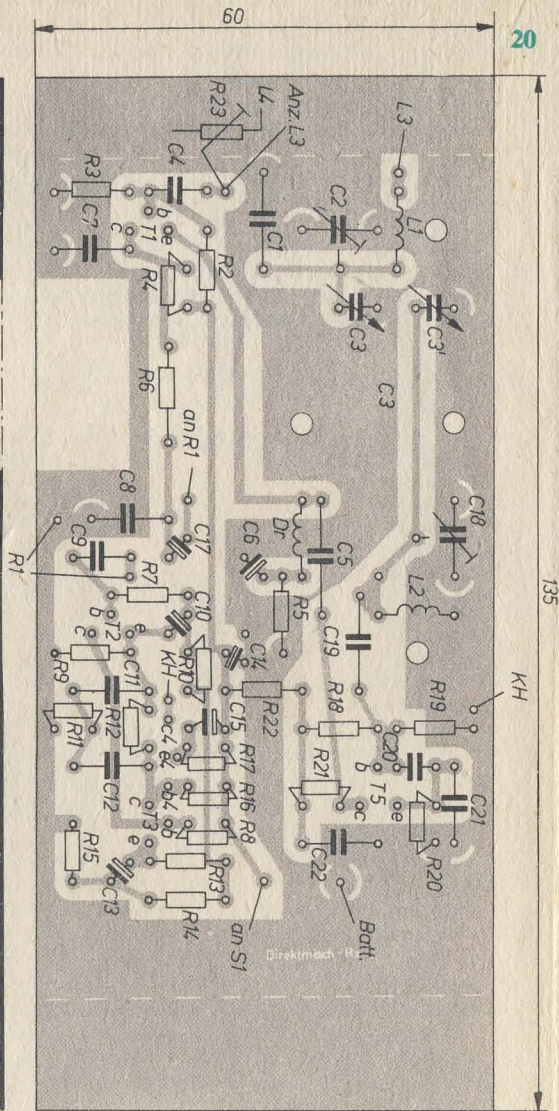 60
20
135
R23
L4
Anz.L3
L3
R3
C4
C7
b
T1
c
e
R4
R2
C1
C2
L1
C3
C3'
C3
R6
an R1
C8
C17
C9
R7
R1
C6
Dr
C5
C18
L2
C10
R5
C19
b
T2
c
e
R9
C11
KH
R10
C14
R11
R12
C15
R22
R18
R19
KH
C12
c4
e4
R17
R21
C20
b
T5
c
e
C21
b4
R16
T3
c
b
e
R8
R20
R15
C13
R13
R14
C22
an S1
Batt.
Direktmisch-R